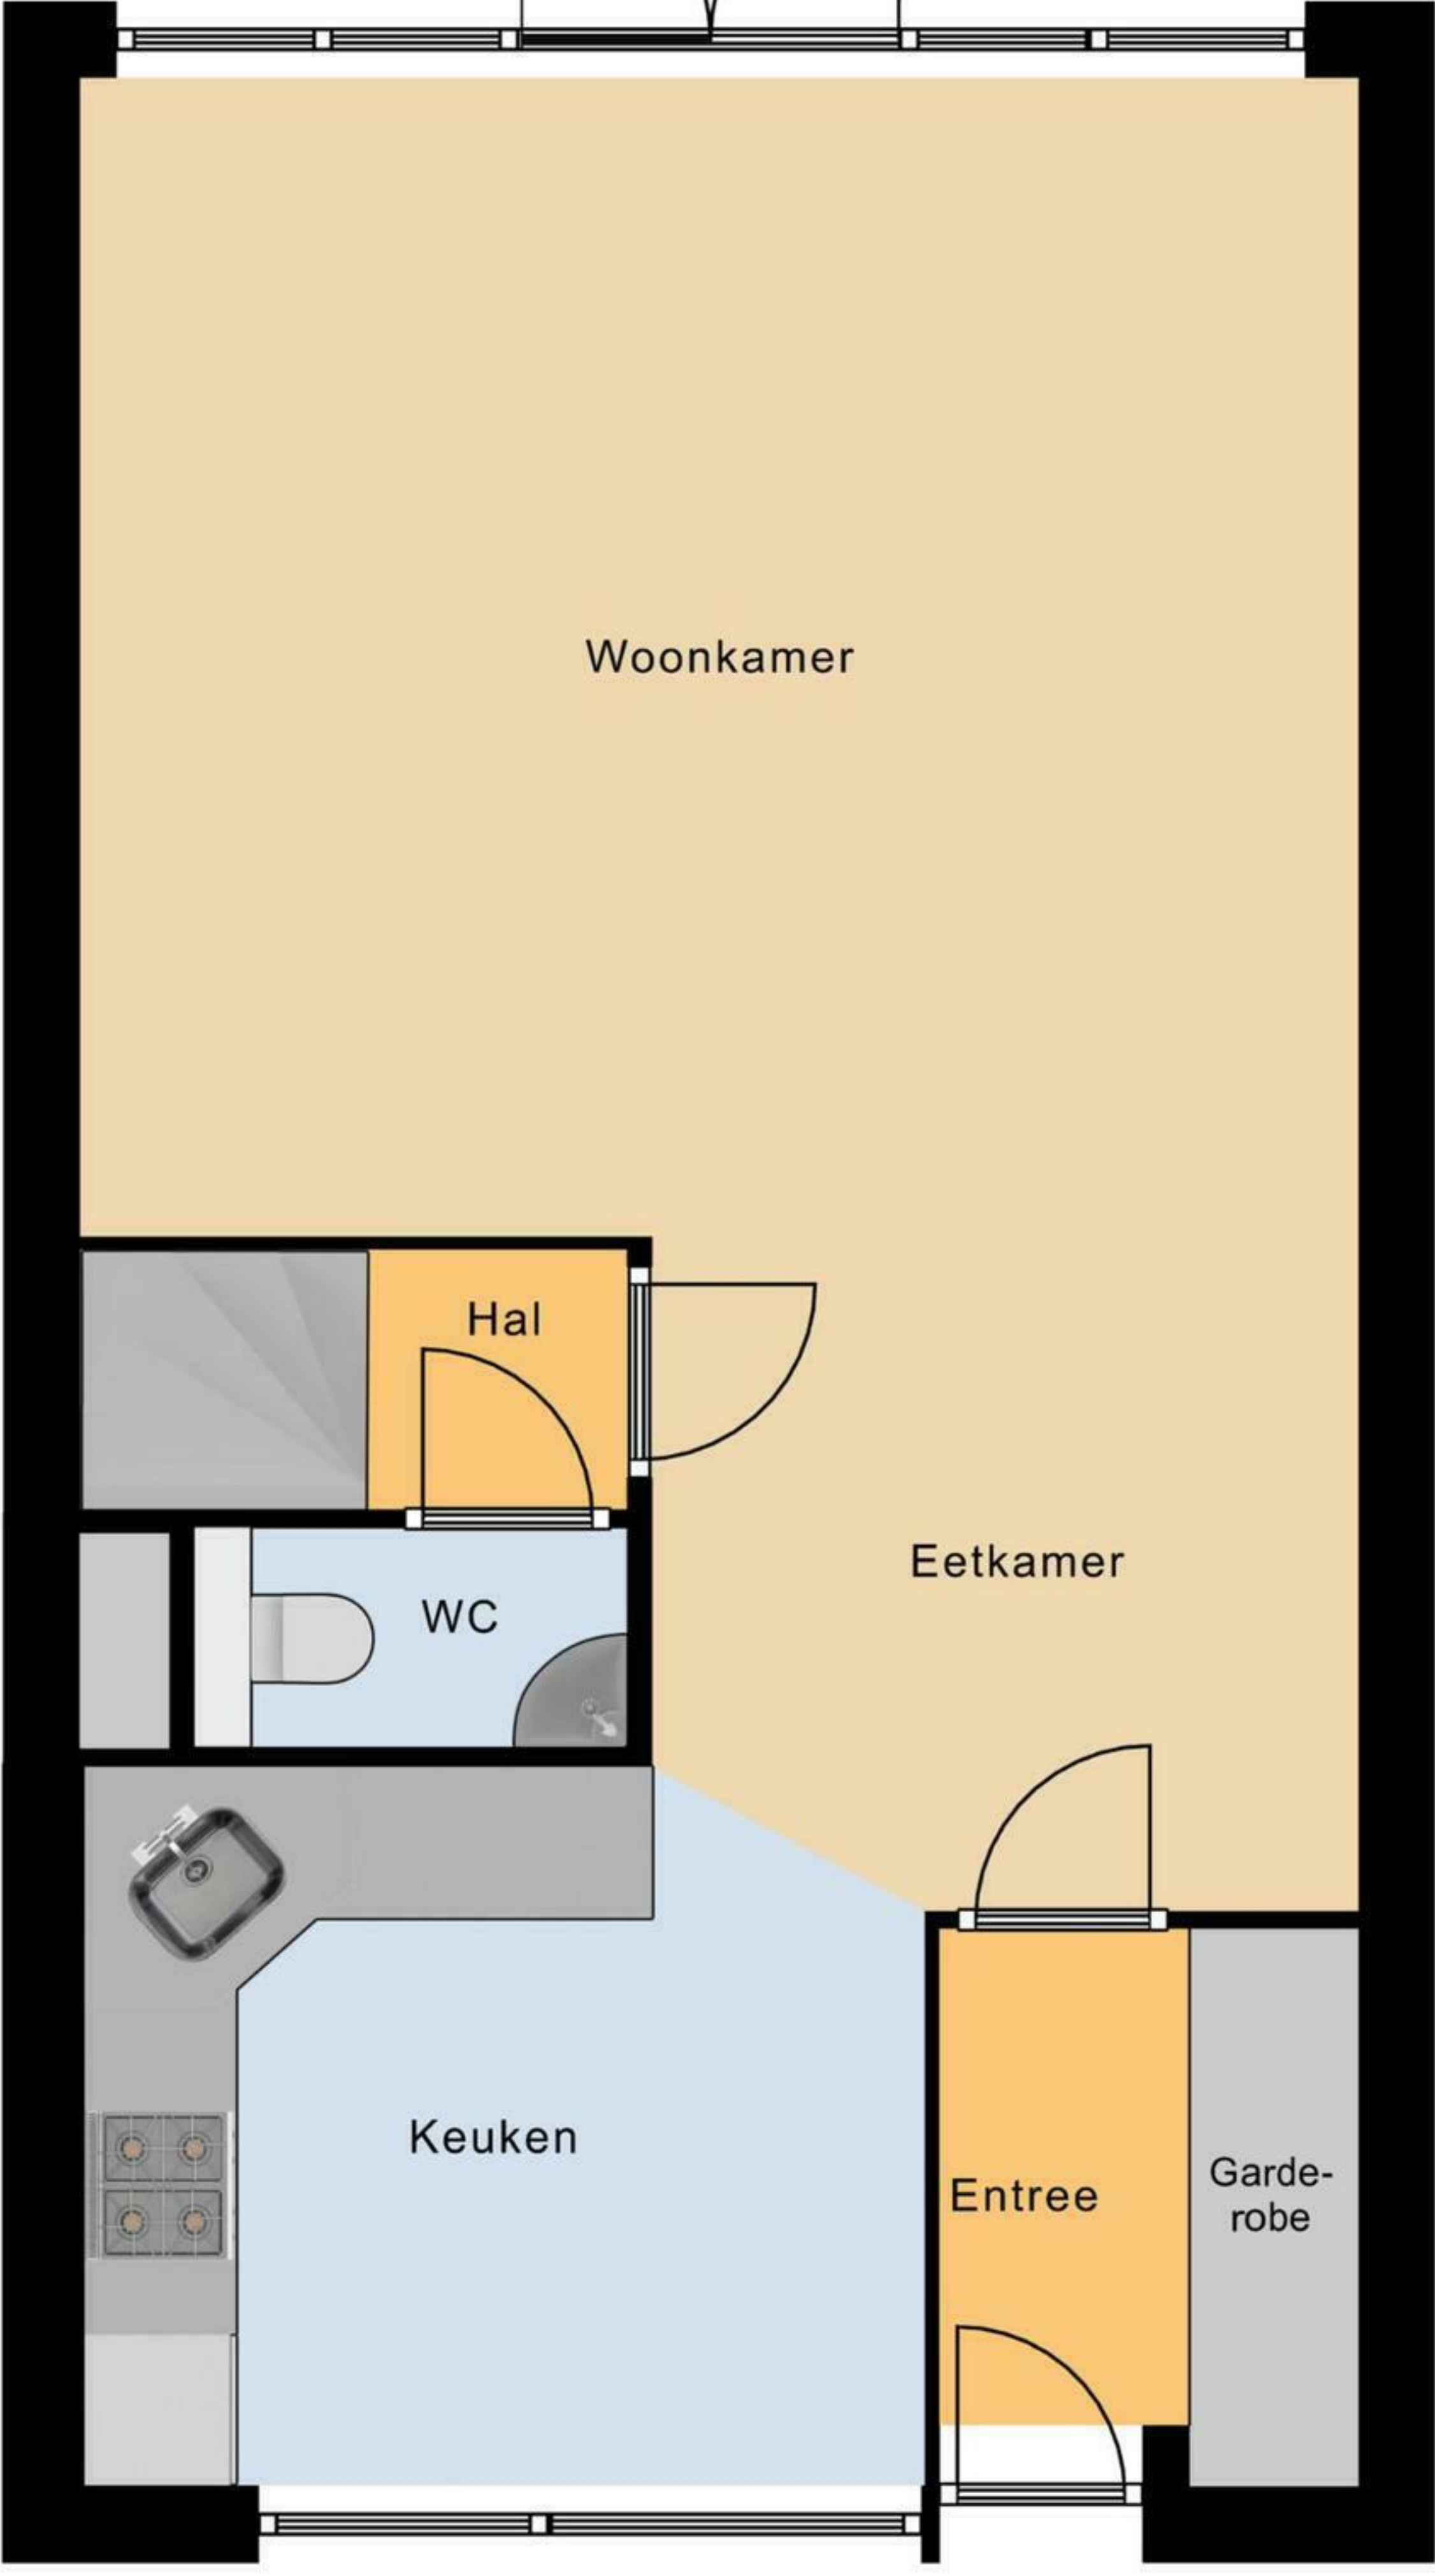 Woonkamer
Hal
Eetkamer
WC
Keuken
Entree
Garde-
robe